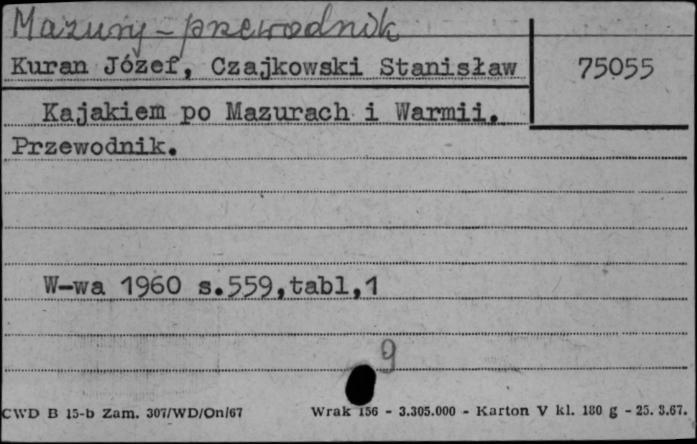 Mazury - przewodnik
Kuran Józef, Czajkowski Stanisław
75055
Kajakiem po Mazurach i Warmii.
Przewodnik.
W-wa 1960 s.559,tabl,1
9
CWD B 15-b Zam. 307/WD/On/67 Wrak 156 - 3.305.000 - Karton V kl. 180 g - 25. 3.67.